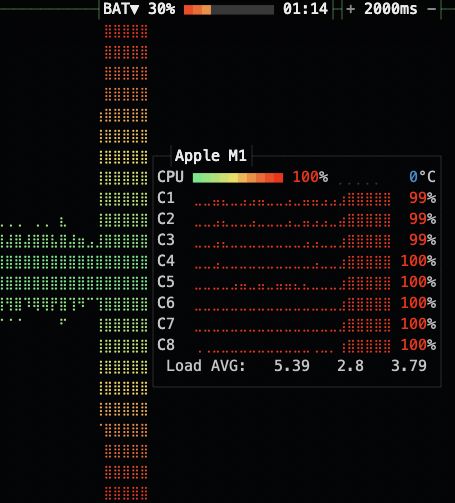 BAT▼ 30% 01:14 + 2000ms −
Apple M1
CPU 100% 0°C
C1 99%
C2 99%
C3 99%
C4 100%
C5 100%
C6 100%
C7 100%
C8 100%
Load AVG: 5.39 2.8 3.79